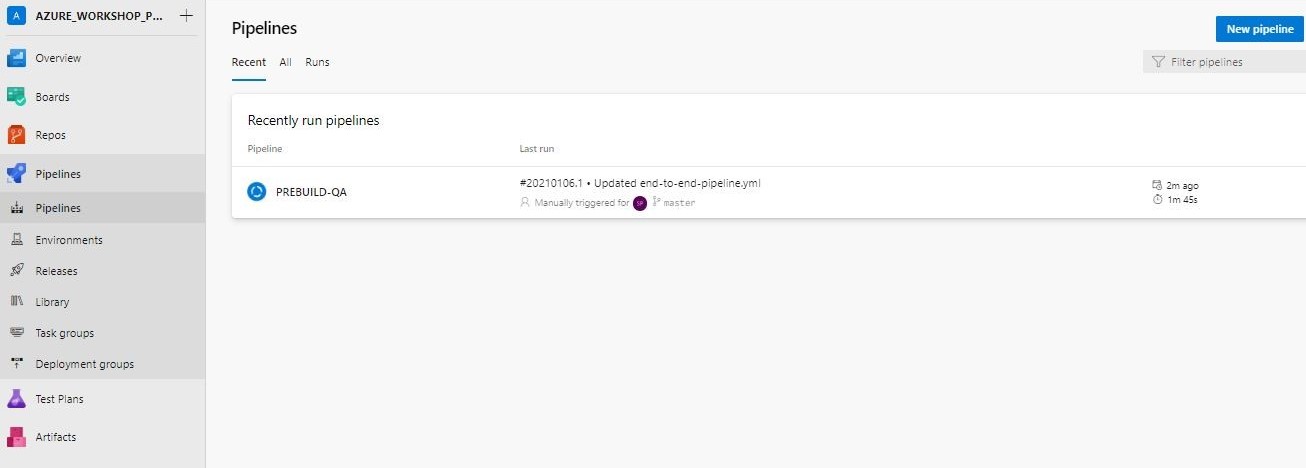 A AZURE_WORKSHOP_P... +
Overview
Boards
Repos
Pipelines
Pipelines
Environments
Releases
Library
Task groups
Deployment groups
Test Plans
Artifacts
Pipelines
New pipeline
Recent All Runs
Filter pipelines
Recently run pipelines
Pipeline Last run
PREBUILD-QA
#20210106.1 • Updated end-to-end-pipeline.yml
Manually triggered for SP master
2m ago
1m 45s